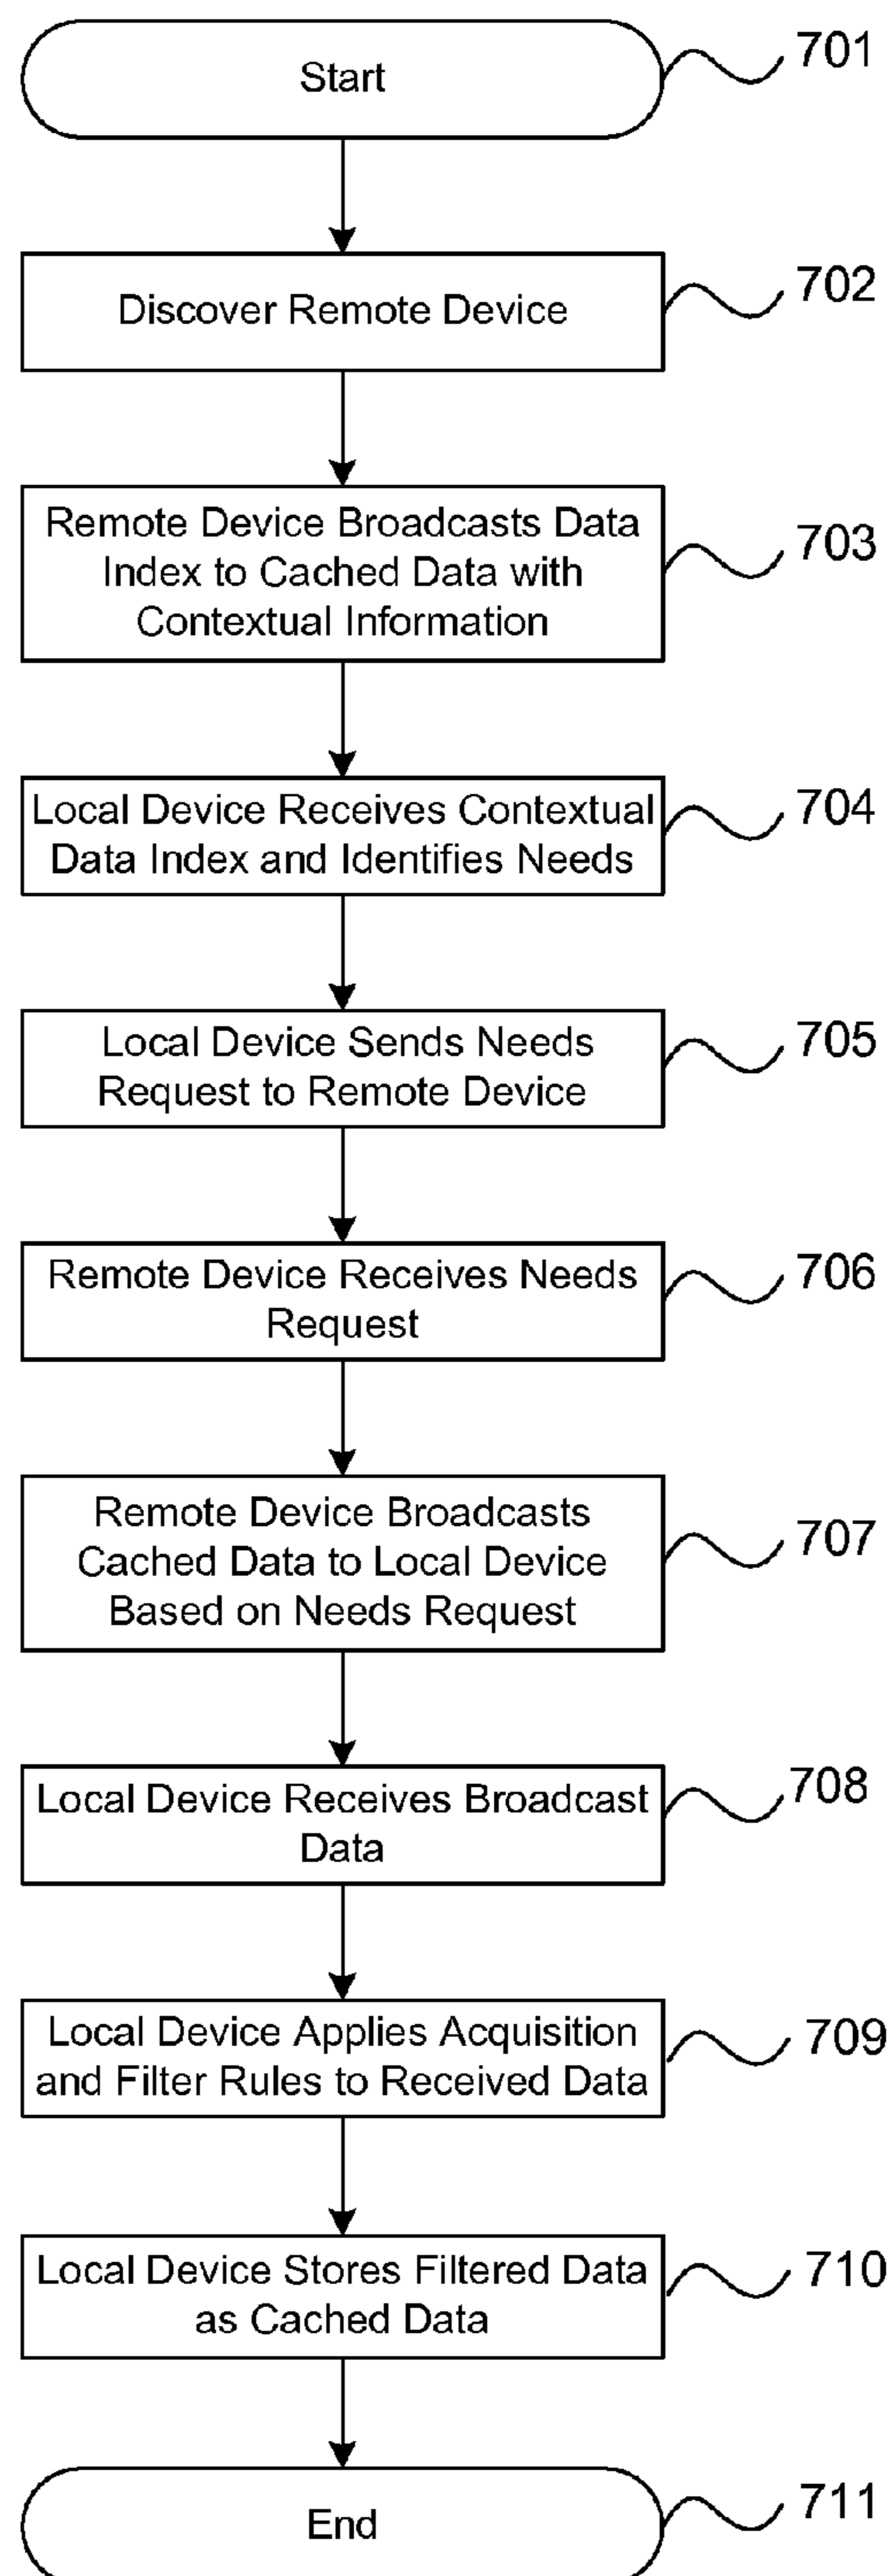 Start
701
Discover Remote Device
702
Remote Device Broadcasts Data
Index to Cached Data with
Contextual Information
703
Local Device Receives Contextual
Data Index and Identifies Needs
704
Local Device Sends Needs
Request to Remote Device
705
Remote Device Receives Needs
Request
706
Remote Device Broadcasts
Cached Data to Local Device
Based on Needs Request
707
Local Device Receives Broadcast
Data
708
Local Device Applies Acquisition
and Filter Rules to Received Data
709
Local Device Stores Filtered Data
as Cached Data
710
End
711